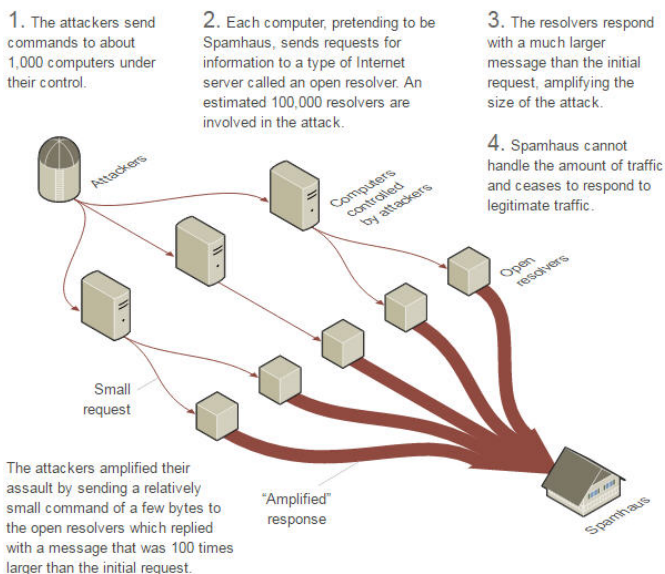 1. The attackers send
commands to about
1,000 computers under
their control.
2. Each computer, pretending to be
Spamhaus, sends requests for
information to a type of Internet
server called an open resolver. An
estimated 100,000 resolvers are
involved in the attack.
3. The resolvers respond
with a much larger
message than the initial
request, amplifying the
size of the attack.
4. Spamhaus cannot
handle the amount of traffic
and ceases to respond to
legitimate traffic.
Attackers
Computers
controlled
by attackers
Open
resolvers
Small
request
The attackers amplified their
assault by sending a relatively
small command of a few bytes to
the open resolvers which replied
with a message that was 100 times
larger than the initial request.
“Amplified”
response
Spamhaus